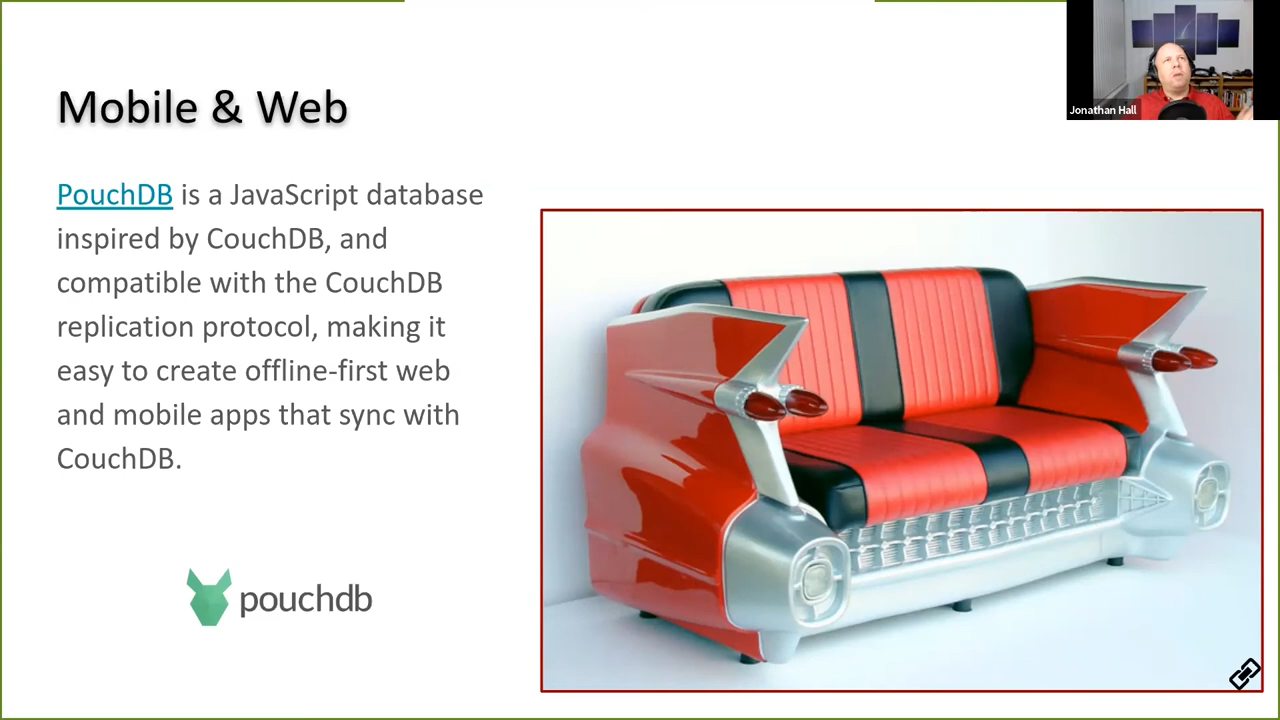 Mobile & Web
Jonathan Hall
PouchDB is a JavaScript database
inspired by CouchDB, and
compatible with the CouchDB
replication protocol, making it
easy to create offline-first web
and mobile apps that sync with
CouchDB.
pouchdb